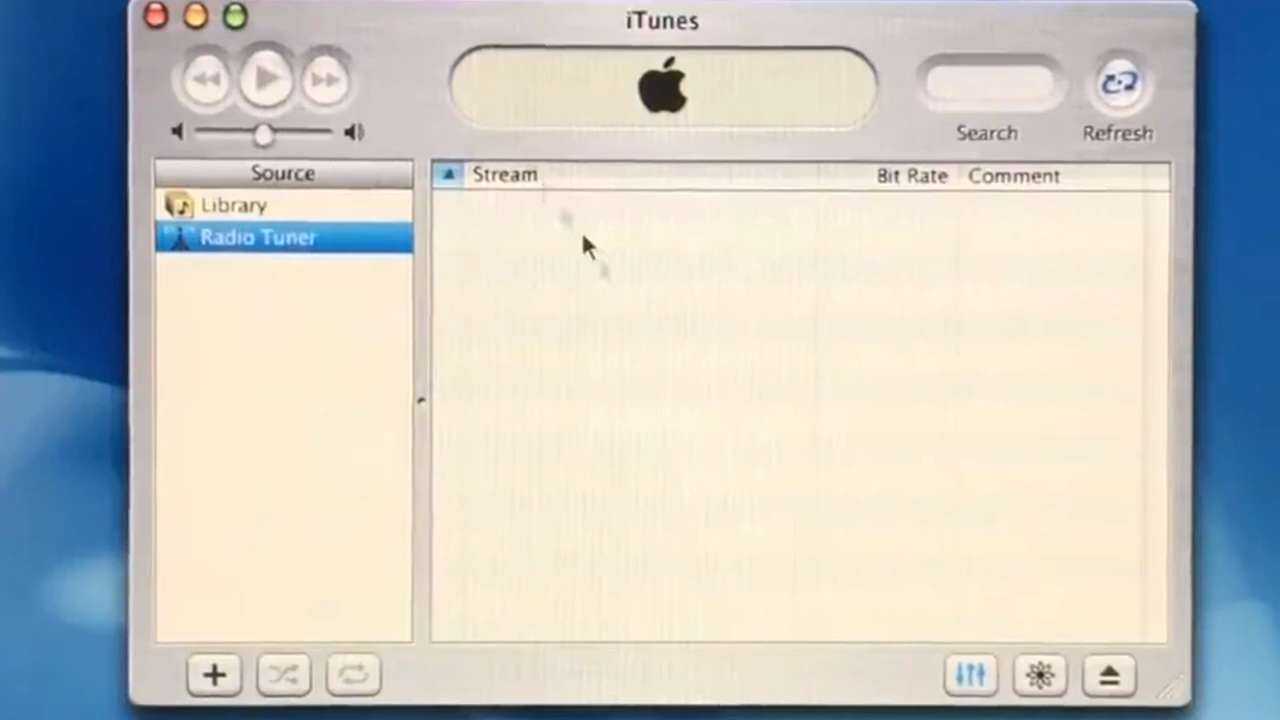 iTunes
Search
Refresh
Source
Stream
Bit Rate
Comment
Library
Radio Tuner